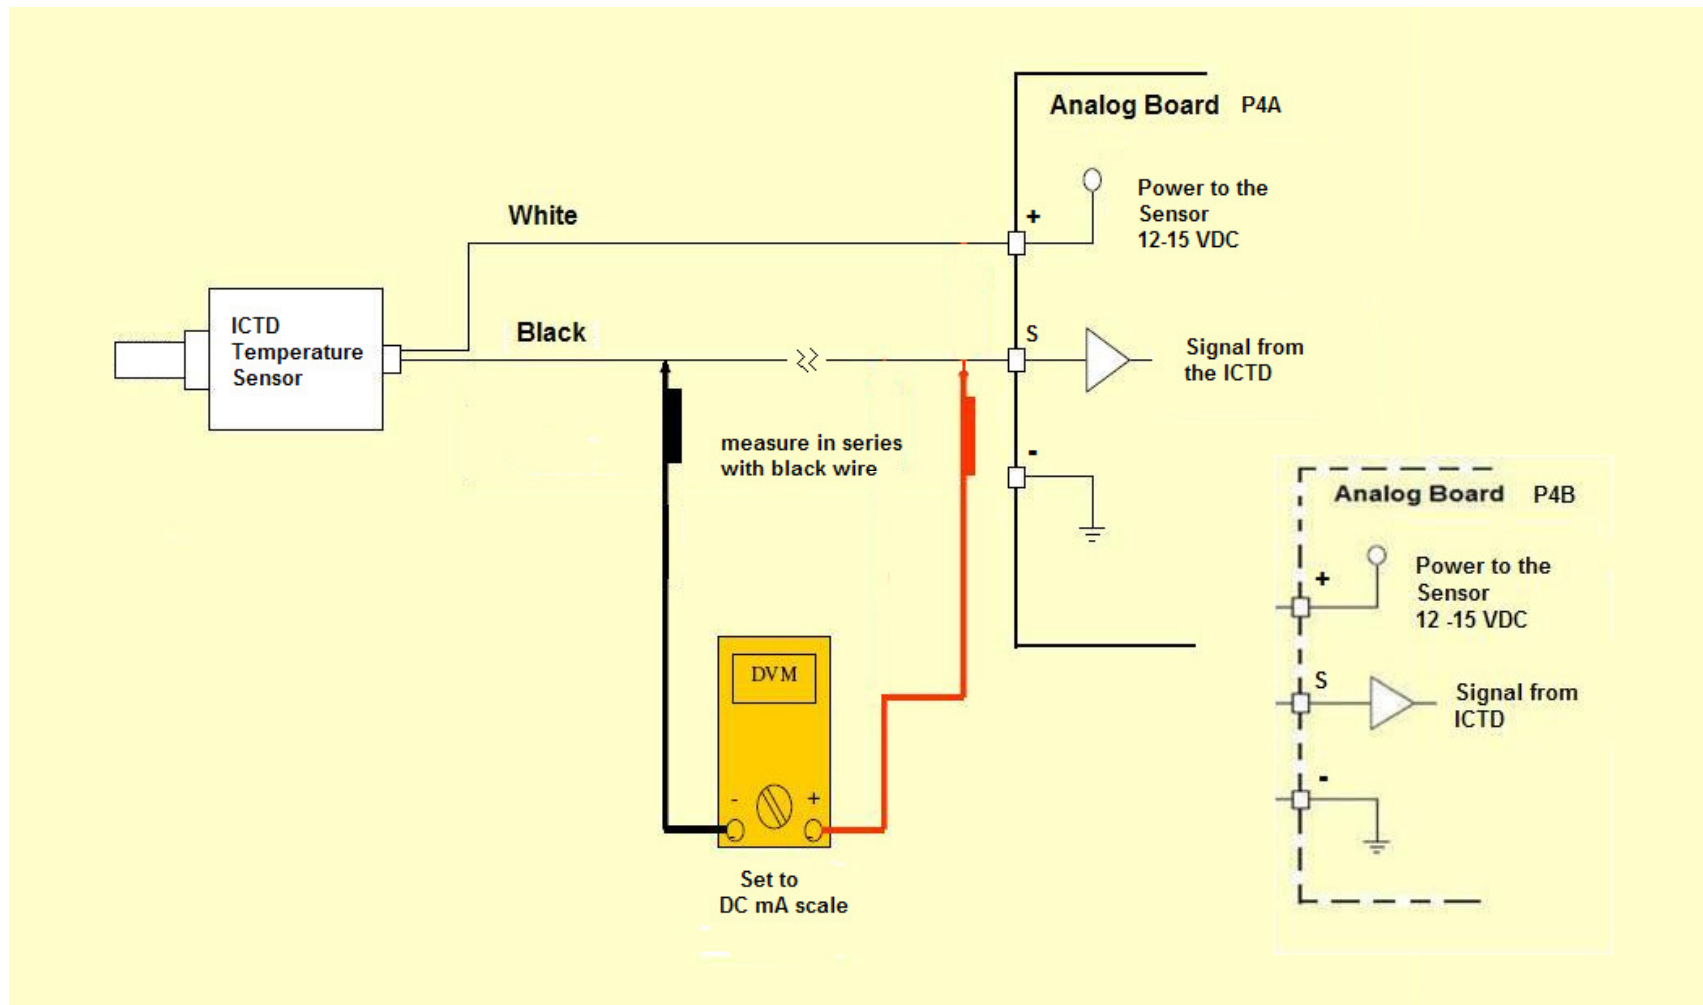 Analog Board P4A
Power to the
Sensor
12-15 VDC
+
White
ICTD
Temperature
Sensor
Black
S
Signal from
the ICTD
measure in series
with black wire
-
Analog Board P4B
Power to the
Sensor
12 -15 VDC
+
S
Signal from
ICTD
-
DVM
- +
Set to
DC mA scale